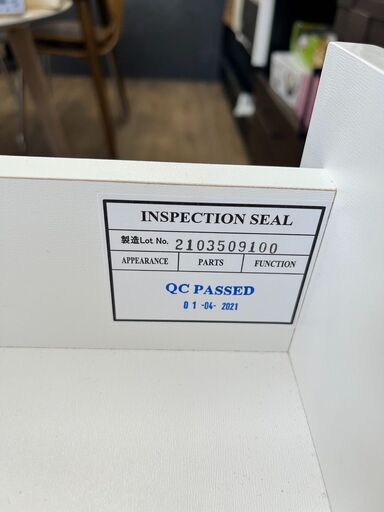 INSPECTION SEAL
製造Lot No. 2103509100
APPEARANCE PARTS FUNCTION
QC PASSED
01-04-2021